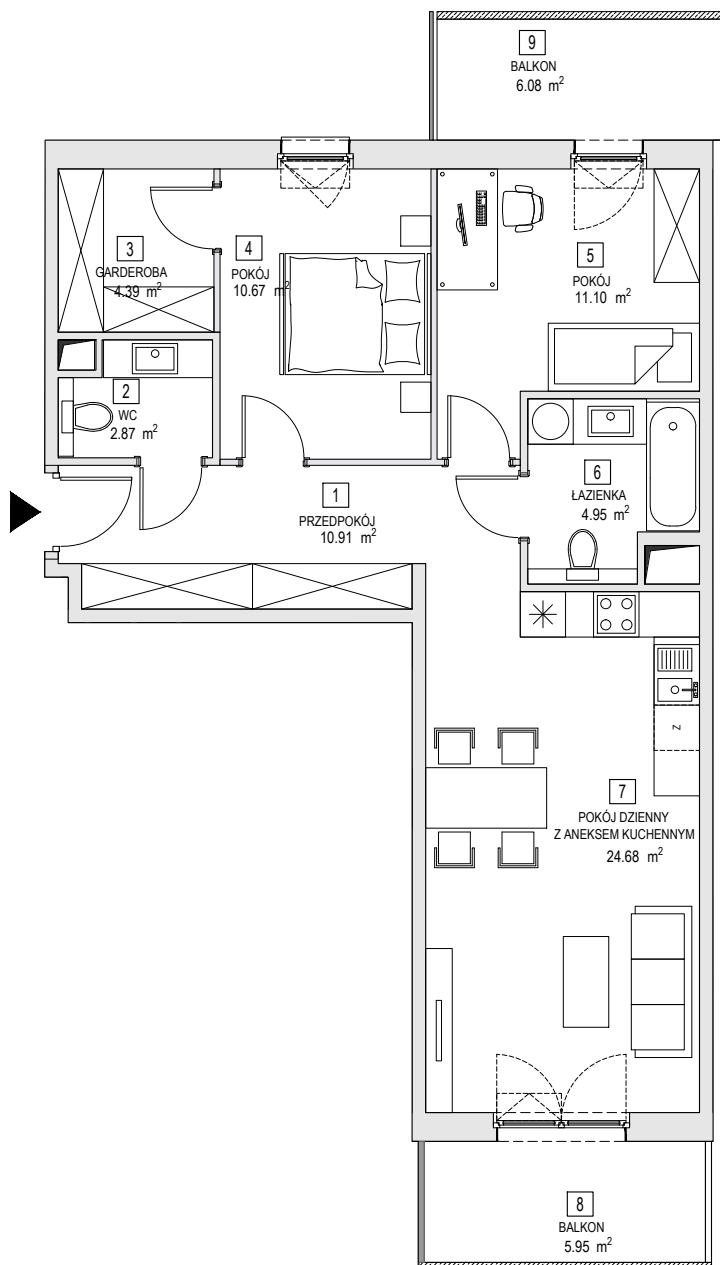 9
BALKON
6.08 m²
3
GARDEROBA
4.39 m²
4
POKÓJ
10.67 m²
5
POKÓJ
11.10 m²
2
WC
2.87 m²
1
PRZEDPOKÓJ
10.91 m²
6
ŁAZIENKA
4.95 m²
Z
7
POKÓJ DZIENNY
Z ANEKSEM KUCHENNYM
24.68 m²
8
BALKON
5.95 m²